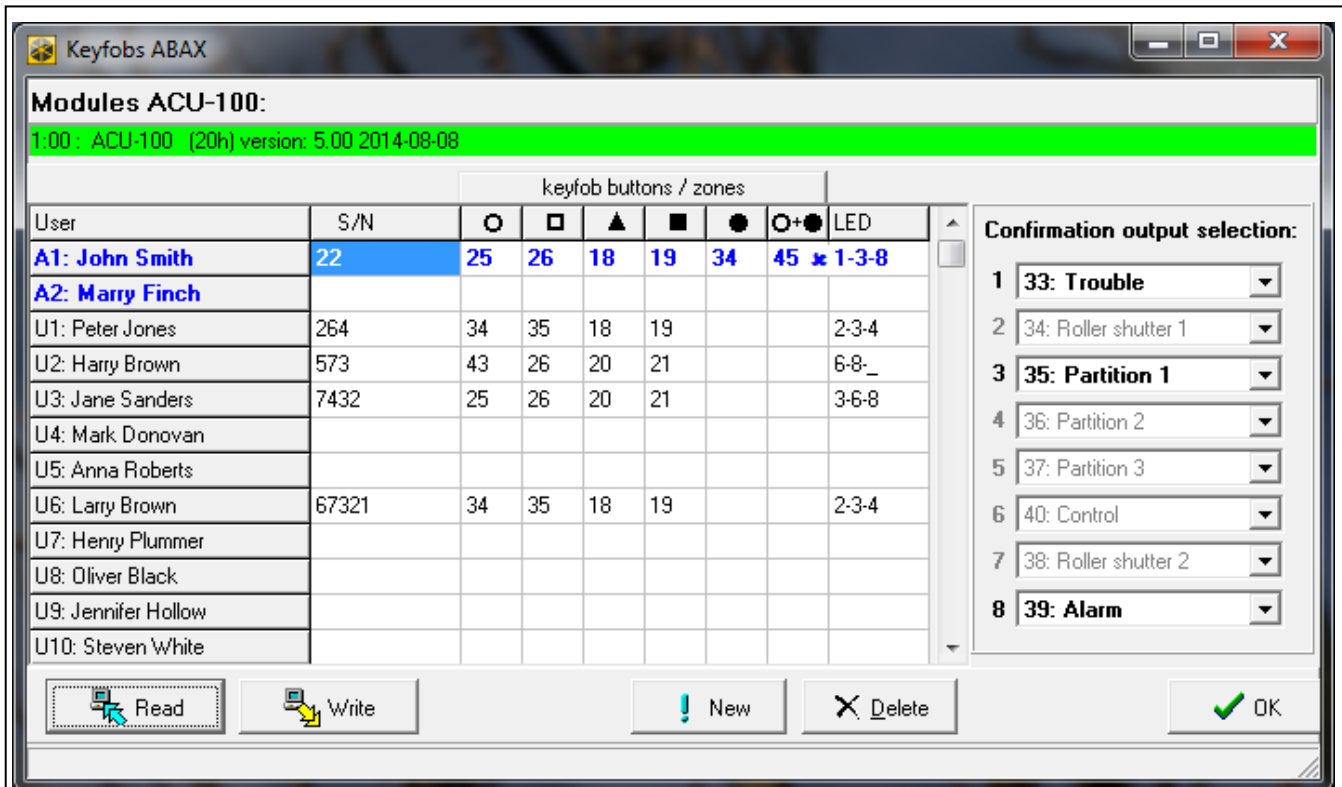 Keyfobs ABAX
Modules ACU-100:
1:00 : ACU-100 (20h) version: 5.00 2014-08-08
keyfob buttons / zones
User S/N ○ □ ▲ ■ ● ○+● LED
A1: John Smith 22 25 26 18 19 34 45 1-3-8
A2: Marry Finch
U1: Peter Jones 264 34 35 18 19 2-3-4
U2: Harry Brown 573 43 26 20 21 6-8-_
U3: Jane Sanders 7432 25 26 20 21 3-6-8
U4: Mark Donovan
U5: Anna Roberts
U6: Larry Brown 67321 34 35 18 19 2-3-4
U7: Henry Plummer
U8: Oliver Black
U9: Jennifer Hollow
U10: Steven White
Confirmation output selection:
1 33: Trouble
2 34: Roller shutter 1
3 35: Partition 1
4 36: Partition 2
5 37: Partition 3
6 40: Control
7 38: Roller shutter 2
8 39: Alarm
Read Write New Delete OK